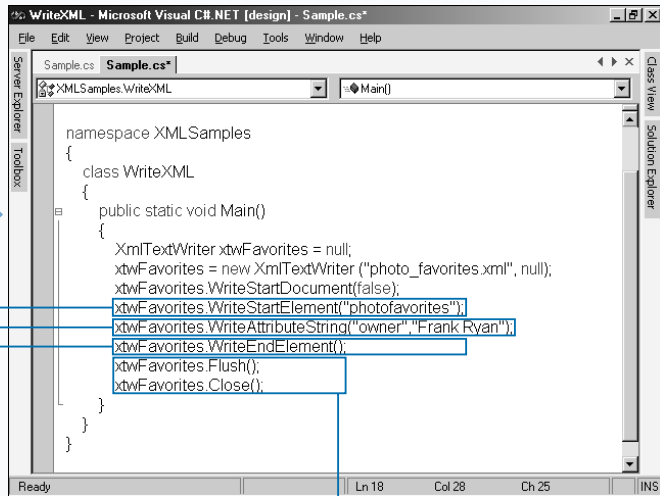 WriteXML - Microsoft Visual C#.NET [design] - Sample.cs*
File Edit View Project Build Debug Tools Window Help
Server Explorer
Toolbox
Sample.cs Sample.cs*
XMLSamples.WriteXML Main()
Class View
Solution Explorer
namespace XMLSamples
{
class WriteXML
{
public static void Main()
{
XmlTextWriter xtwFavorites = null;
xtwFavorites = new XmlTextWriter ("photo_favorites.xml", null);
xtwFavorites.WriteStartDocument(false);
xtwFavorites.WriteStartElement("photofavorites");
xtwFavorites.WriteAttributeString("owner","Frank Ryan");
xtwFavorites.WriteEndElement();
xtwFavorites.Flush();
xtwFavorites.Close();
}
}
}
Ready Ln 18 Col 28 Ch 25 INS